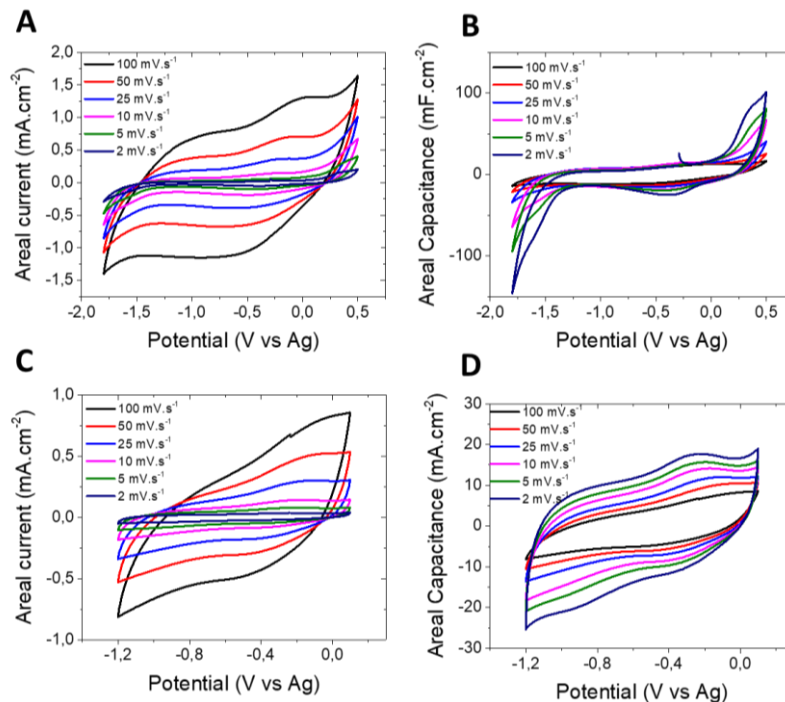 A
Areal current (mA.cm⁻²)
2,0
1,5
1,0
0,5
0,0
-0,5
-1,0
-1,5
100 mV.s⁻¹
50 mV.s⁻¹
25 mV.s⁻¹
10 mV.s⁻¹
5 mV.s⁻¹
2 mV.s⁻¹
-2,0 -1,5 -1,0 -0,5 0,0 0,5
Potential (V vs Ag)
B
Areal Capacitance (mF.cm⁻²)
100
0
-100
100 mV.s⁻¹
50 mV.s⁻¹
25 mV.s⁻¹
10 mV.s⁻¹
5 mV.s⁻¹
2 mV.s⁻¹
-2,0 -1,5 -1,0 -0,5 0,0 0,5
Potential (V vs Ag)
C
Areal current (mA.cm⁻²)
1,0
0,5
0,0
-0,5
-1,0
100 mV.s⁻¹
50 mV.s⁻¹
25 mV.s⁻¹
10 mV.s⁻¹
5 mV.s⁻¹
2 mV.s⁻¹
-1,2 -0,8 -0,4 0,0
Potential (V vs Ag)
D
Areal Capacitance (mA.cm⁻²)
30
20
10
0
-10
-20
-30
100 mV.s⁻¹
50 mV.s⁻¹
25 mV.s⁻¹
10 mV.s⁻¹
5 mV.s⁻¹
2 mV.s⁻¹
-1,2 -0,8 -0,4 0,0
Potential (V vs Ag)